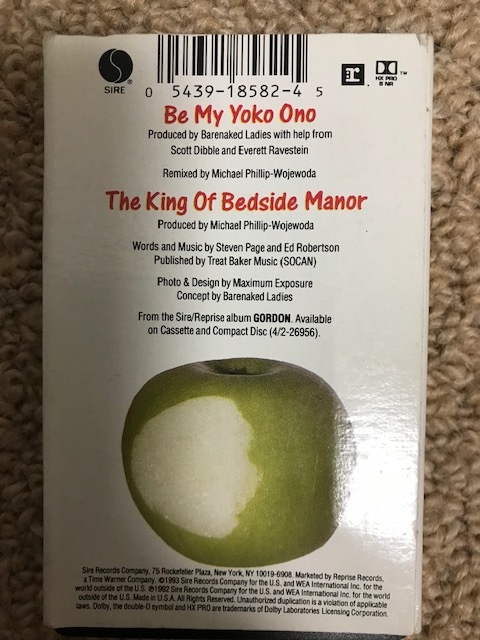 SIRE
0 5439-18582-4 5
HX PRO
B NR
TM
Be My Yoko Ono
Produced by Barenaked Ladies with help from
Scott Dibble and Everett Ravestein
Remixed by Michael Phillip-Wojewoda
The King Of Bedside Manor
Produced by Michael Phillip-Wojewoda
Words and Music by Steven Page and Ed Robertson
Published by Treat Baker Music (SOCAN)
Photo & Design by Maximum Exposure
Concept by Barenaked Ladies
From the Sire/Reprise album GORDON. Available
on Cassette and Compact Disc (4/2-26956).
Sire Records Company, 75 Rockefeller Plaza, New York, NY 10019-6908. Marketed by Reprise Records,
a Time Warner Company. ©1993 Sire Records Company for the U.S. and WEA International Inc. for the
world outside of the U.S. ℗1992 Sire Records Company for the U.S. and WEA International Inc. for the world
outside of the U.S. Made in U.S.A. All Rights Reserved. Unauthorized duplication is a violation of applicable
laws. Dolby, the double-D symbol and HX PRO are trademarks of Dolby Laboratories Licensing Corporation.